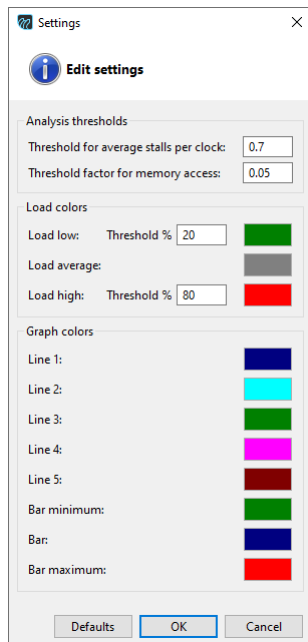 Settings
Edit settings
Analysis thresholds
Threshold for average stalls per clock: 0.7
Threshold factor for memory access: 0.05
Load colors
Load low: Threshold % 20
Load average:
Load high: Threshold % 80
Graph colors
Line 1:
Line 2:
Line 3:
Line 4:
Line 5:
Bar minimum:
Bar:
Bar maximum:
Defaults OK Cancel